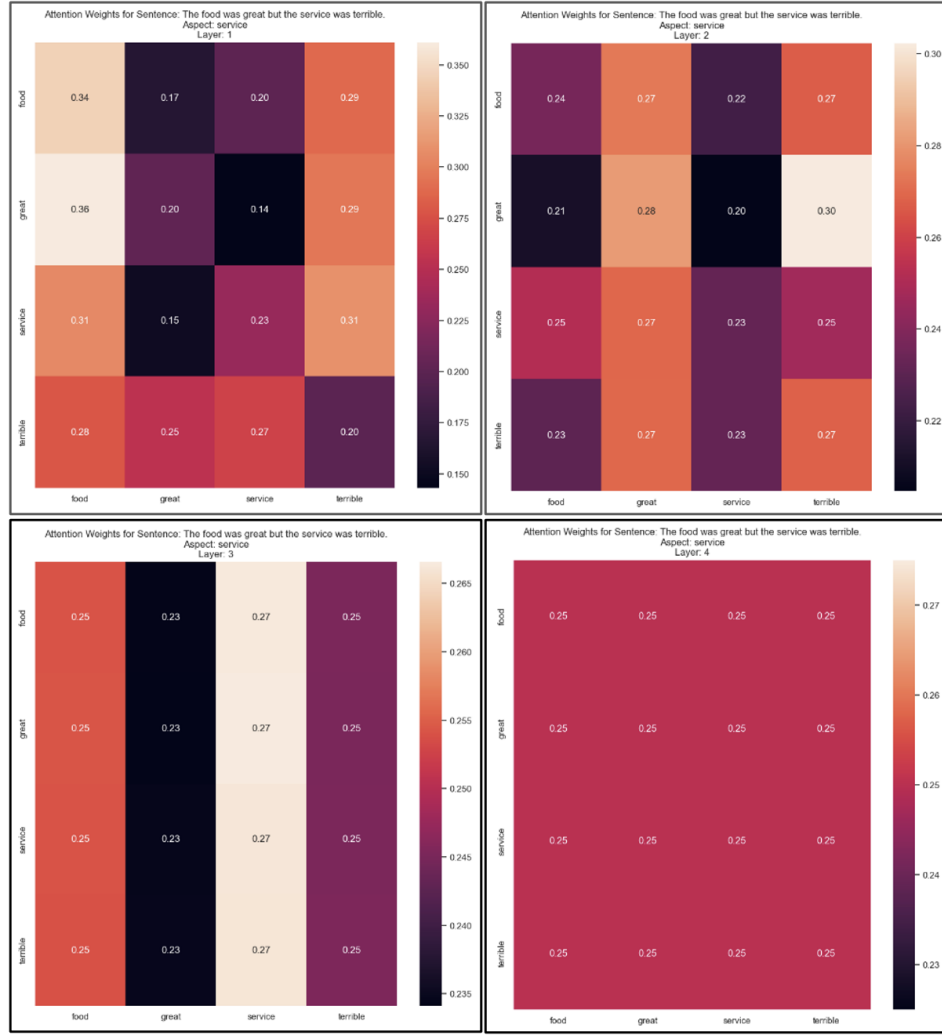 Attention Weights for Sentence: The food was great but the service was terrible.
Aspect: service
Layer: 1
food 0.34 0.17 0.20 0.29
great 0.36 0.20 0.14 0.29
service 0.31 0.15 0.23 0.31
terrible 0.28 0.25 0.27 0.20
food great service terrible
0.350
0.325
0.300
0.275
0.250
0.225
0.200
0.175
0.150
Attention Weights for Sentence: The food was great but the service was terrible.
Aspect: service
Layer: 2
food 0.24 0.27 0.22 0.27
great 0.21 0.28 0.20 0.30
service 0.25 0.27 0.23 0.25
terrible 0.23 0.27 0.23 0.27
food great service terrible
0.30
0.28
0.26
0.24
0.22
Attention Weights for Sentence: The food was great but the service was terrible.
Aspect: service
Layer: 3
food 0.25 0.23 0.27 0.25
great 0.25 0.23 0.27 0.25
service 0.25 0.23 0.27 0.25
terrible 0.25 0.23 0.27 0.25
food great service terrible
0.265
0.260
0.255
0.250
0.245
0.240
0.235
Attention Weights for Sentence: The food was great but the service was terrible.
Aspect: service
Layer: 4
food 0.25 0.25 0.25 0.25
great 0.25 0.25 0.25 0.25
service 0.25 0.25 0.25 0.25
terrible 0.25 0.25 0.25 0.25
food great service terrible
0.27
0.26
0.25
0.24
0.23